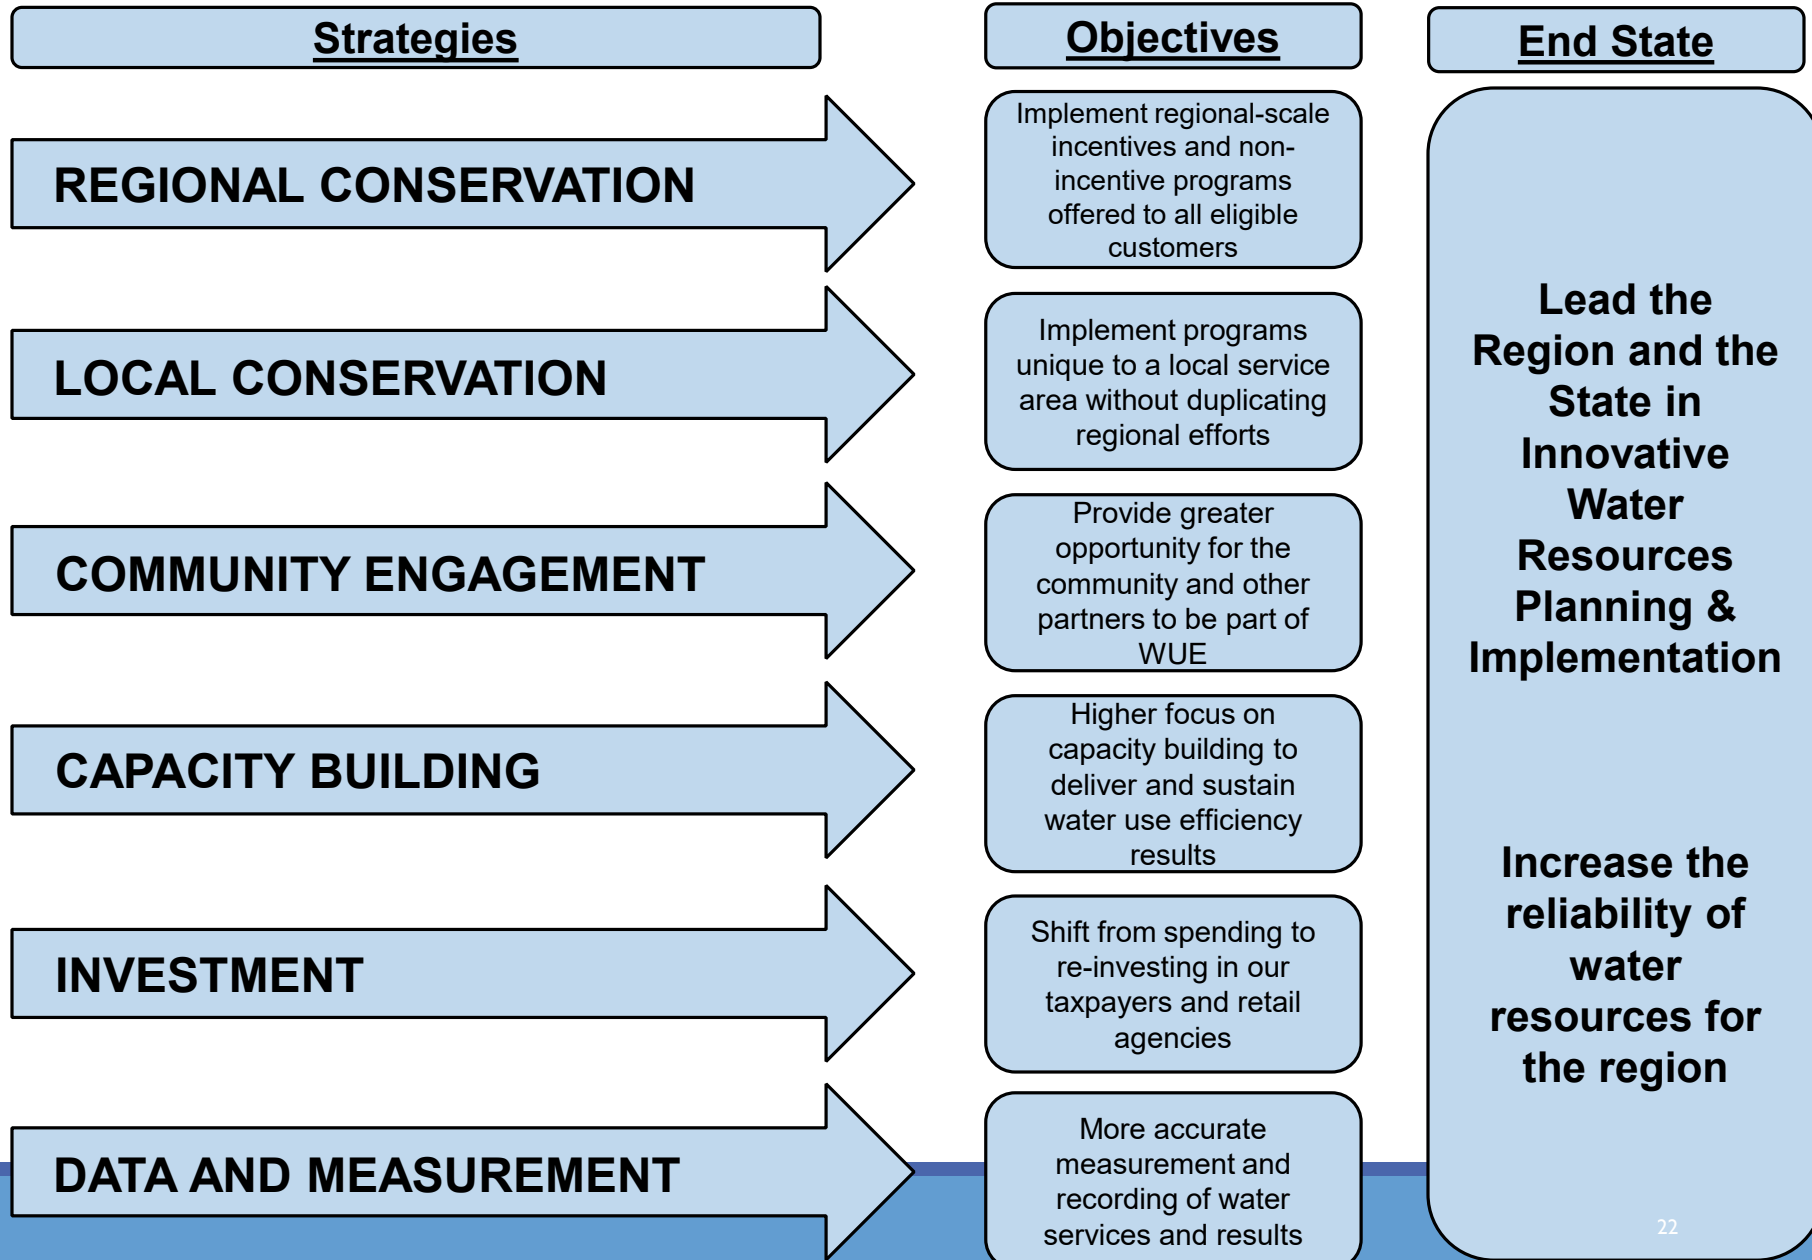 Strategies
Objectives
End State
REGIONAL CONSERVATION
Implement regional-scale
incentives and non-
incentive programs
offered to all eligible
customers
LOCAL CONSERVATION
Implement programs
unique to a local service
area without duplicating
regional efforts
COMMUNITY ENGAGEMENT
Provide greater
opportunity for the
community and other
partners to be part of
WUE
CAPACITY BUILDING
Higher focus on
capacity building to
deliver and sustain
water use efficiency
results
INVESTMENT
Shift from spending to
re-investing in our
taxpayers and retail
agencies
DATA AND MEASUREMENT
More accurate
measurement and
recording of water
services and results
Lead the
Region and the
State in
Innovative
Water
Resources
Planning &
Implementation
Increase the
reliability of
water
resources for
the region
22